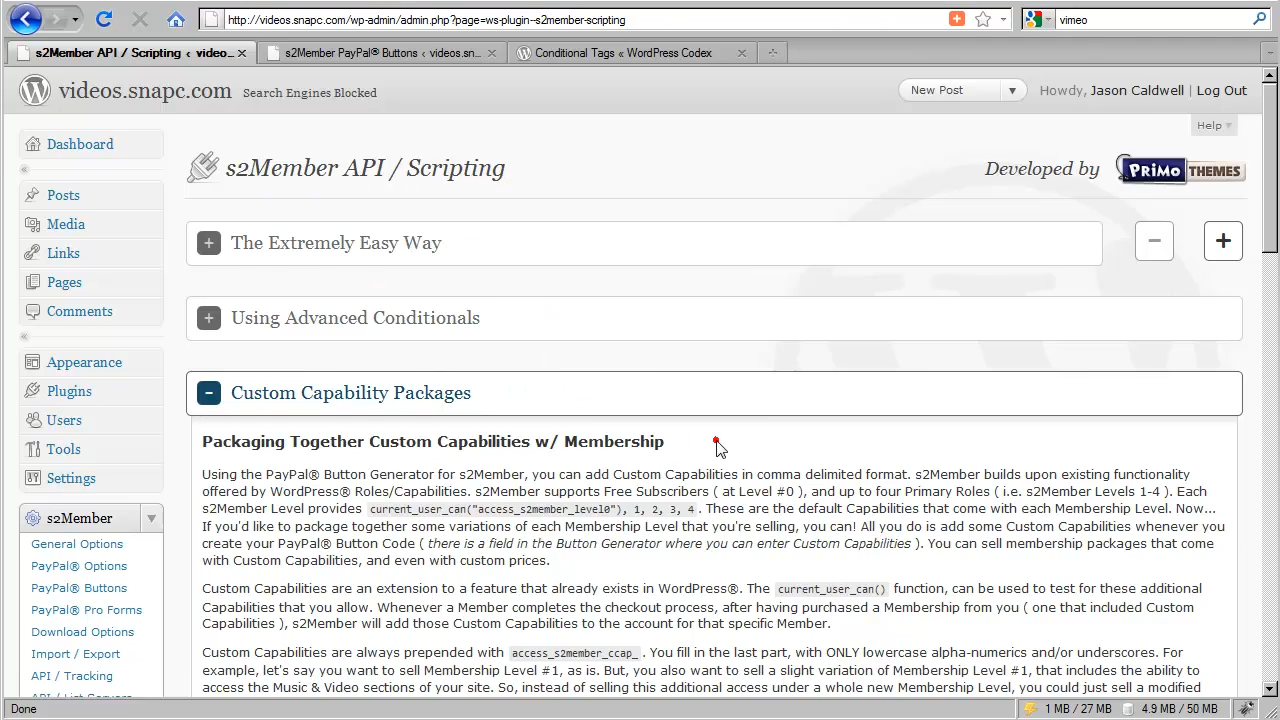 http://videos.snapc.com/wp-admin/admin.php?page=ws-plugin--s2member-scripting
vimeo
s2Member API / Scripting ‹ video...
s2Member PayPal® Buttons ‹ videos.sn...
Conditional Tags « WordPress Codex
videos.snapc.com
Search Engines Blocked
New Post
Howdy, Jason Caldwell | Log Out
Help
Dashboard
Posts
Media
Links
Pages
Comments
Appearance
Plugins
Users
Tools
Settings
s2Member
General Options
PayPal® Options
PayPal® Buttons
PayPal® Pro Forms
Download Options
Import / Export
API / Tracking
API / List Servers
s2Member API / Scripting
Developed by
PRiMo THEMES
The Extremely Easy Way
Using Advanced Conditionals
Custom Capability Packages
Packaging Together Custom Capabilities w/ Membership
Using the PayPal® Button Generator for s2Member, you can add Custom Capabilities in comma delimited format. s2Member builds upon existing functionality
offered by WordPress® Roles/Capabilities. s2Member supports Free Subscribers ( at Level #0 ), and up to four Primary Roles ( i.e. s2Member Levels 1-4 ). Each
s2Member Level provides current_user_can("access_s2member_level0"), 1, 2, 3, 4 . These are the default Capabilities that come with each Membership Level. Now...
If you'd like to package together some variations of each Membership Level that you're selling, you can! All you do is add some Custom Capabilities whenever you
create your PayPal® Button Code ( there is a field in the Button Generator where you can enter Custom Capabilities ). You can sell membership packages that come
with Custom Capabilities, and even with custom prices.
Custom Capabilities are an extension to a feature that already exists in WordPress®. The current_user_can() function, can be used to test for these additional
Capabilities that you allow. Whenever a Member completes the checkout process, after having purchased a Membership from you ( one that included Custom
Capabilities ), s2Member will add those Custom Capabilities to the account for that specific Member.
Custom Capabilities are always prepended with access_s2member_ccap_ . You fill in the last part, with ONLY lowercase alpha-numerics and/or underscores. For
example, let's say you want to sell Membership Level #1, as is. But, you also want to sell a slight variation of Membership Level #1, that includes the ability to
access the Music & Video sections of your site. So, instead of selling this additional access under a whole new Membership Level, you could just sell a modified
Done
1 MB / 27 MB
4.9 MB / 50 MB